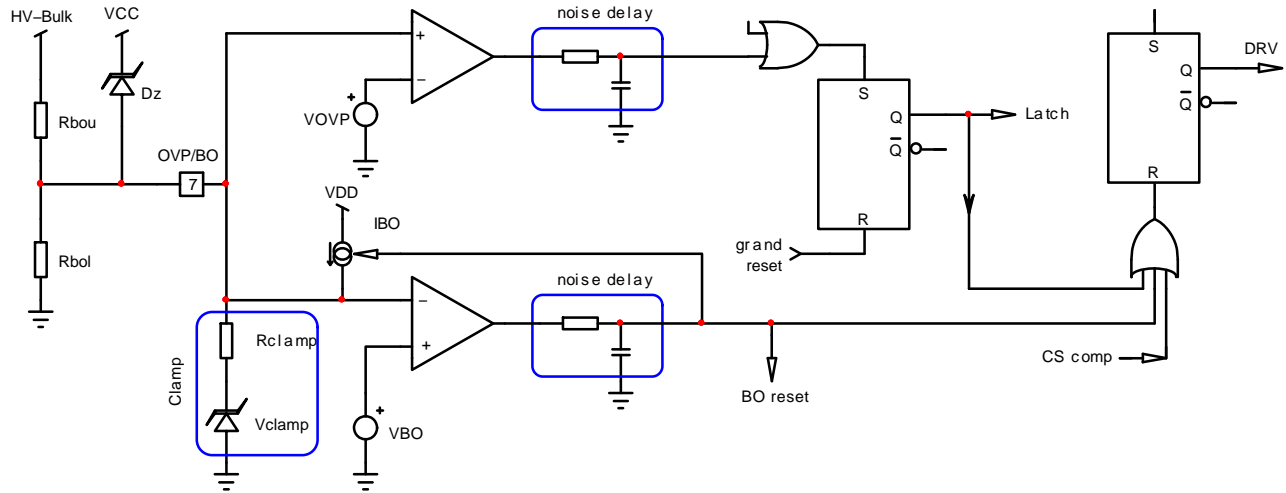 HV–Bulk
VCC
Dz
Rbou
OVP/BO
7
Rbol
Clamp
Rclamp
Vclamp
+
−
VOVP
+
noise delay
VDD
IBO
−
+
VBO
+
noise delay
S
Q
Q
R
Latch
grand
reset
BO reset
S
Q
Q
R
DRV
CS comp